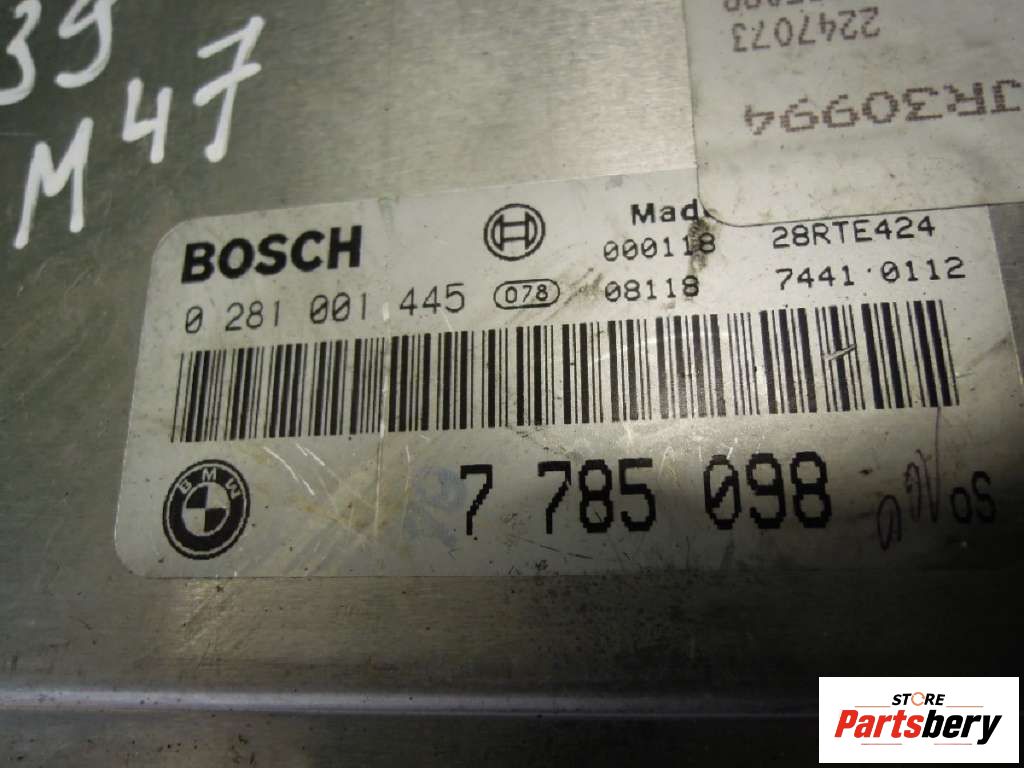 39
M47
2247073
JR30994
BOSCH
Mad
000118 28RTE424
0 281 001 445 078 08118 7441 0112
BMW
7 785 098
So
STORE
Partsbery